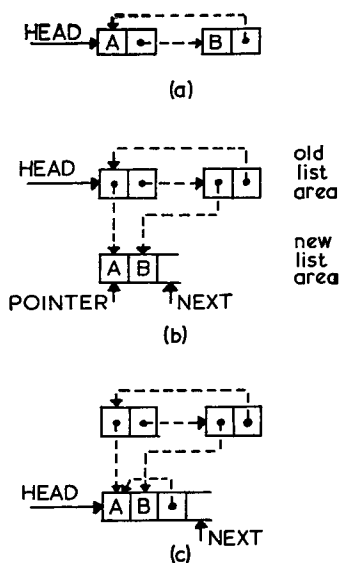 HEAD
A
B
(a)
HEAD
old
list
area
new
list
area
A B
POINTER
NEXT
(b)
HEAD
A B
NEXT
(c)